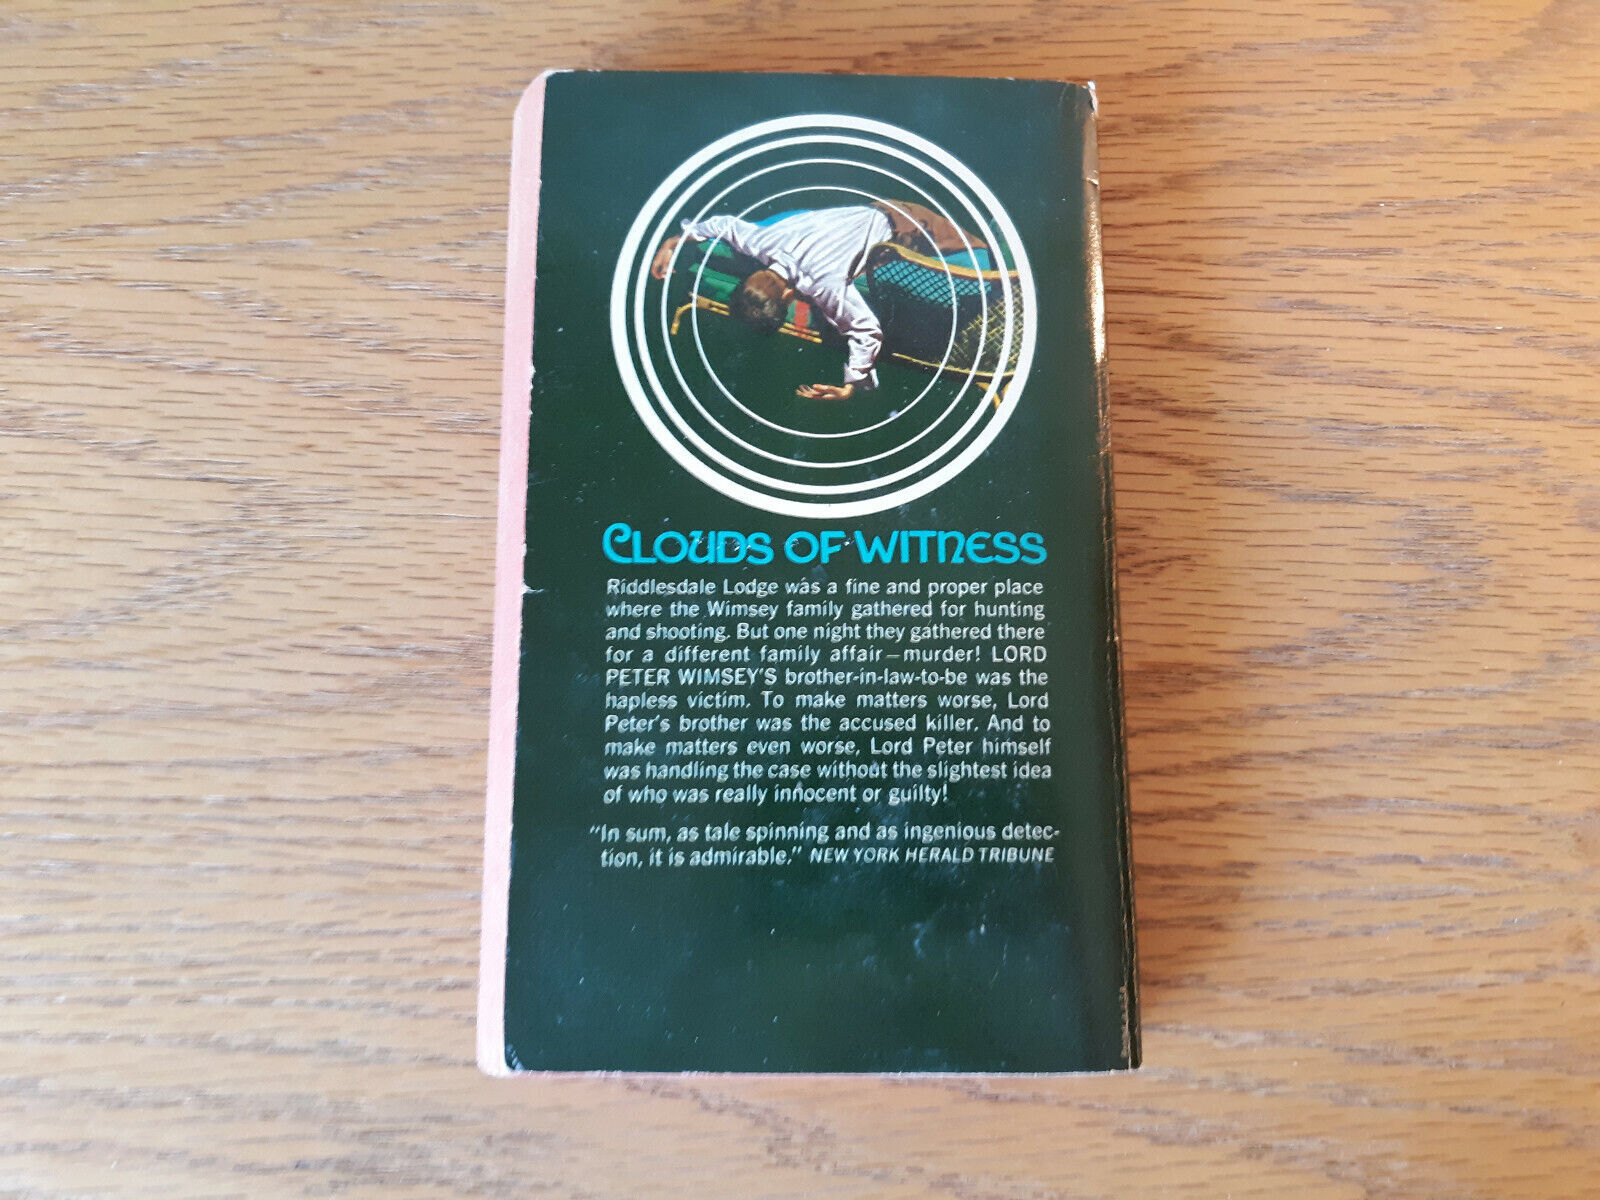 CLOUDS OF WITNESS
Riddlesdale Lodge was a fine and proper place
where the Wimsey family gathered for hunting
and shooting. But one night they gathered there
for a different family affair—murder! LORD
PETER WIMSEY'S brother-in-law-to-be was the
hapless victim. To make matters worse, Lord
Peter's brother was the accused killer. And to
make matters even worse, Lord Peter himself
was handling the case without the slightest idea
of who was really innocent or guilty!
"In sum, as tale spinning and as ingenious detec-
tion, it is admirable." NEW YORK HERALD TRIBUNE